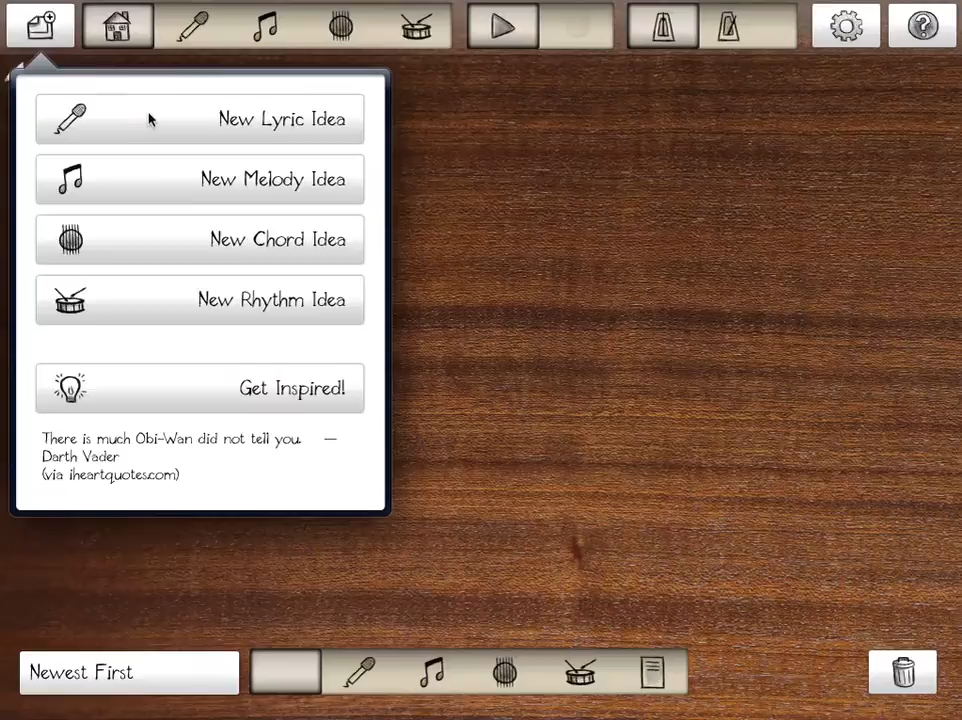 New Lyric Idea
New Melody Idea
New Chord Idea
New Rhythm Idea
Get Inspired!
There is much Obi-Wan did not tell you. —
Darth Vader
(via iheartquotes.com)
Newest First